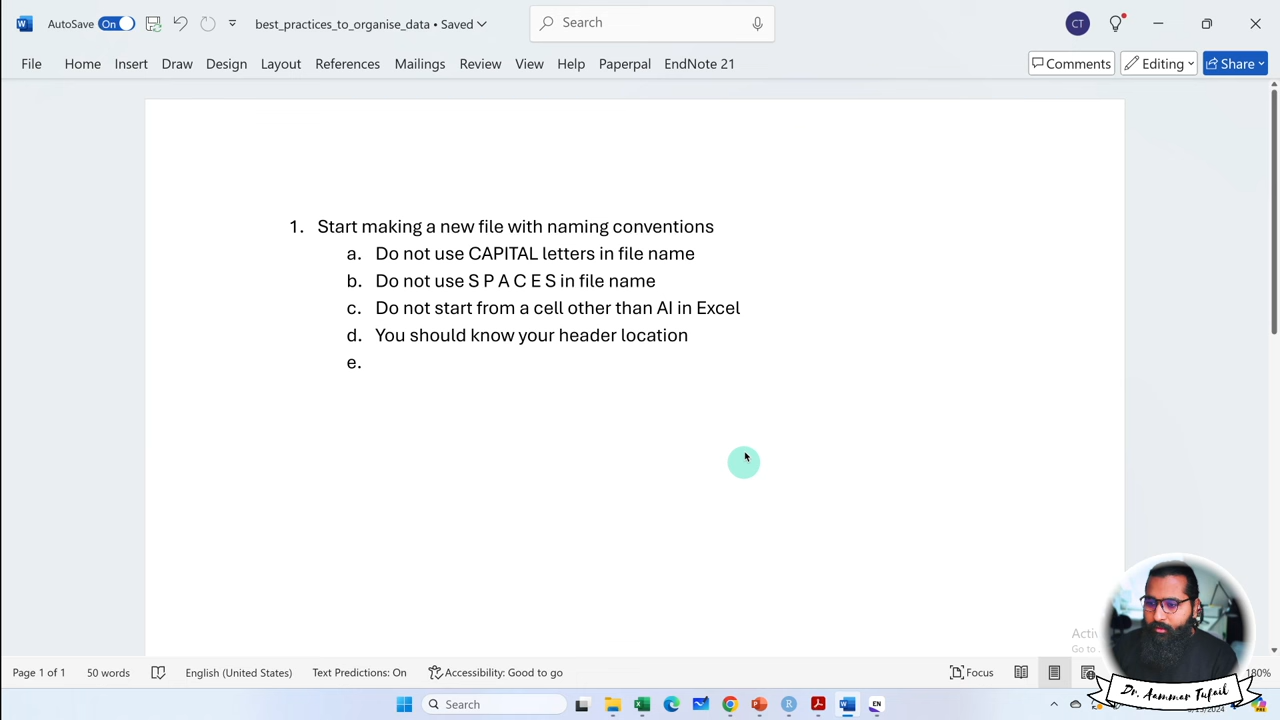 AutoSave On best_practices_to_organise_data • Saved Search CT
File Home Insert Draw Design Layout References Mailings Review View Help Paperpal EndNote 21 Comments Editing Share
1. Start making a new file with naming conventions
a. Do not use CAPITAL letters in file name
b. Do not use S P A C E S in file name
c. Do not start from a cell other than AI in Excel
d. You should know your header location
e.
Page 1 of 1 50 words English (United States) Text Predictions: On Accessibility: Good to go Focus 180%
Search
Dr. Aammar Tufail